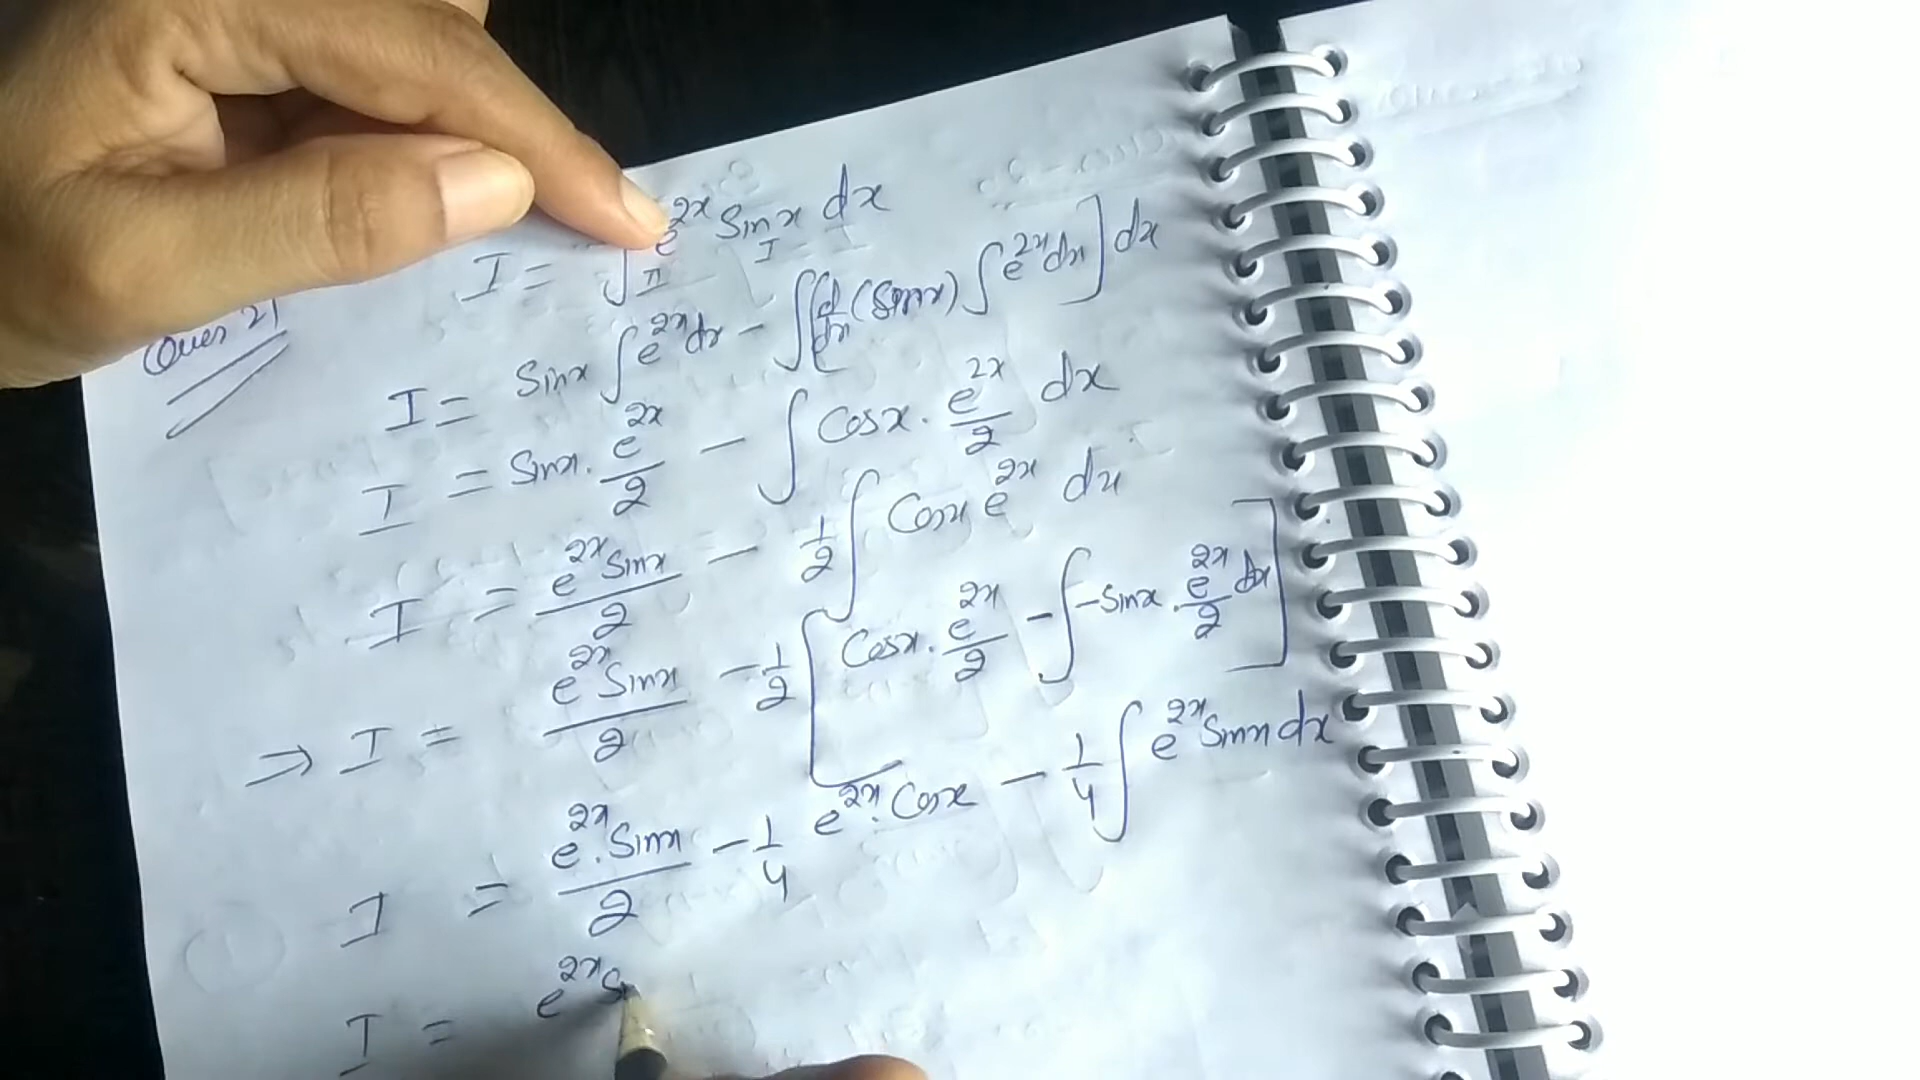 Ques 21
I = ∫ e^{2x} Sinx dx
II I
I = Sinx ∫ e^{2x} dx - ∫[d/dx (Sinx) ∫ e^{2x} dx] dx
I = Sinx . e^{2x}/2 - ∫ Cosx . e^{2x}/2 dx
I = e^{2x} Sinx/2 - 1/2 ∫ Cosx e^{2x} dx
⇒ I = e^{2x} Sinx/2 - 1/2 [Cosx . e^{2x}/2 - ∫ -Sinx . e^{2x}/2 dx]
I = e^{2x} . Sinx/2 - 1/4 e^{2x} . Cosx - 1/4 ∫ e^{2x} Sinx dx
I = e^{2x} S